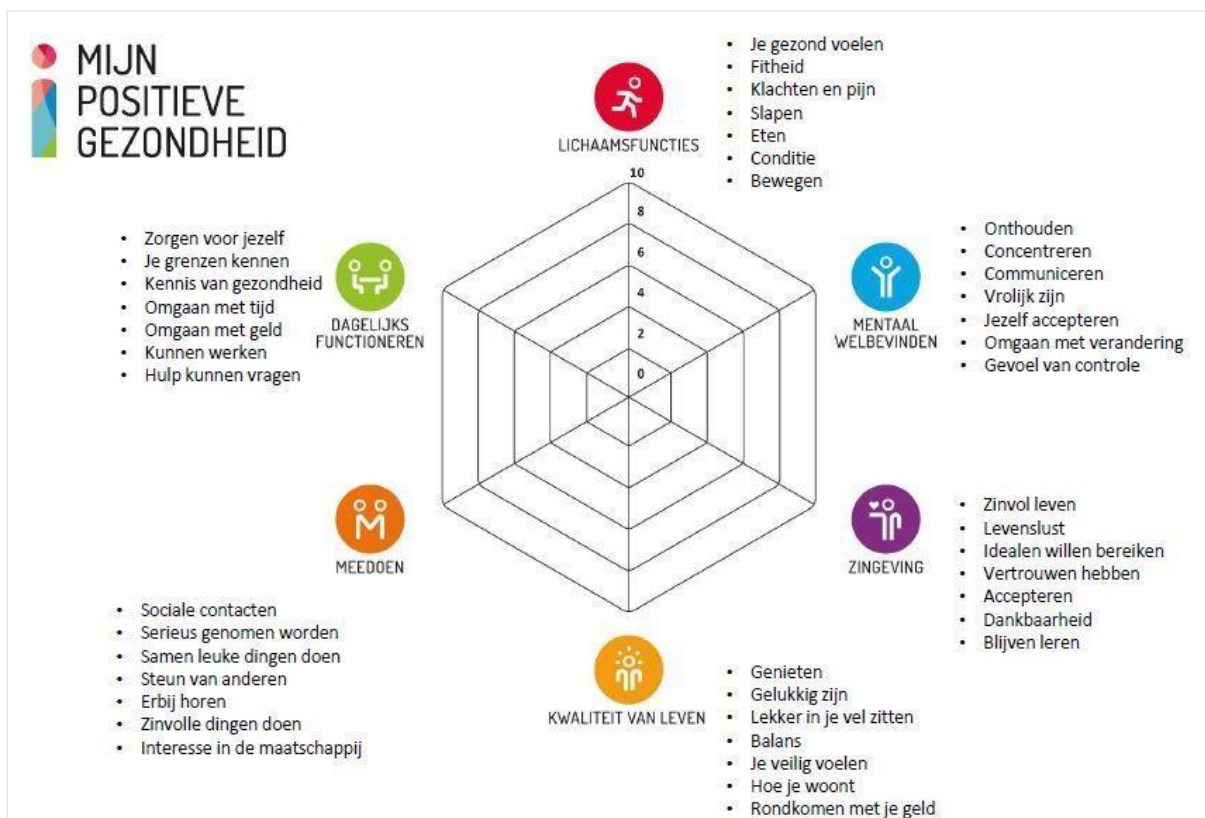 MIJN
POSITIEVE
GEZONDHEID
• Je gezond voelen
• Fitheid
• Klachten en pijn
• Slapen
• Eten
• Conditie
• Bewegen
LICHAAMSFUNCTIES
10
8
6
4
2
0
• Onthouden
• Concentreren
• Communiceren
• Vrolijk zijn
• Jezelf accepteren
• Omgaan met verandering
• Gevoel van controle
MENTAAL
WELBEVINDEN
• Zinvol leven
• Levenslust
• Idealen willen bereiken
• Vertrouwen hebben
• Accepteren
• Dankbaarheid
• Blijven leren
ZINGEVING
• Genieten
• Gelukkig zijn
• Lekker in je vel zitten
• Balans
• Je veilig voelen
• Hoe je woont
• Rondkomen met je geld
KWALITEIT VAN LEVEN
MEEDOEN
• Sociale contacten
• Serieus genomen worden
• Samen leuke dingen doen
• Steun van anderen
• Erbij horen
• Zinvolle dingen doen
• Interesse in de maatschappij
• Zorgen voor jezelf
• Je grenzen kennen
• Kennis van gezondheid
• Omgaan met tijd
• Omgaan met geld
• Kunnen werken
• Hulp kunnen vragen
DAGELIJKS
FUNCTIONEREN